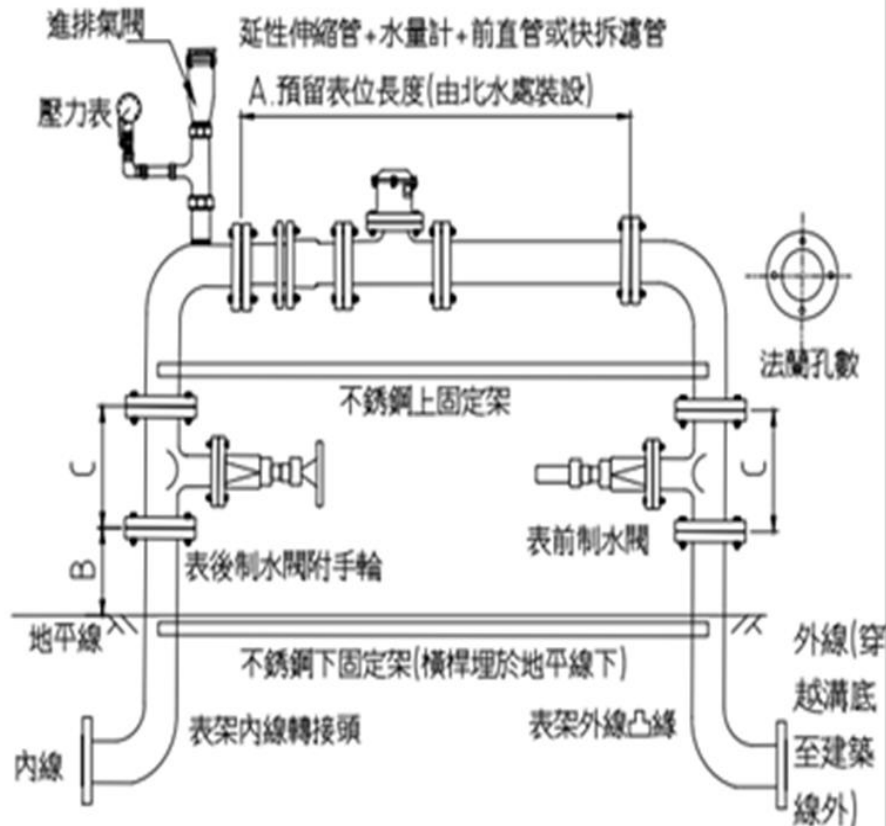 進排氣閥
延性伸縮管+水量計+前直管或快拆濾管
A.預留表位長度(由北水處裝設)
壓力表
法蘭孔數
不銹鋼上固定架
C
C
表前制水閥
表後制水閥附手輪
B
地平線
不銹鋼下固定架(橫桿埋於地平線下)
外線(穿
越溝底
至建築
線外)
表架內線轉接頭
表架外線凸緣
內線